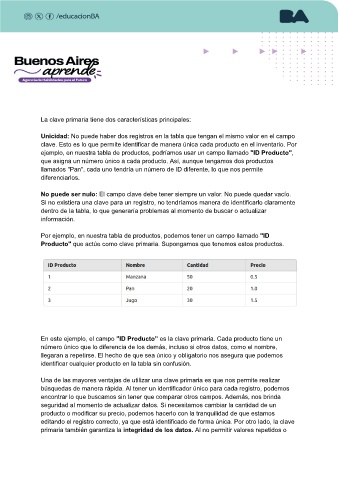 /educacionBA
BA
Buenos Aires
aprende
Agencia de Habilidades para el Futuro
La clave primaria tiene dos características principales:
Unicidad: No puede haber dos registros en la tabla que tengan el mismo valor en el campo
clave. Esto es lo que permite identificar de manera única cada producto en el inventario. Por
ejemplo, en nuestra tabla de productos, podríamos usar un campo llamado "ID Producto",
que asigna un número único a cada producto. Así, aunque tengamos dos productos
llamados "Pan", cada uno tendría un número de ID diferente, lo que nos permite
diferenciarlos.
No puede ser nulo: El campo clave debe tener siempre un valor. No puede quedar vacío.
Si no existiera una clave para un registro, no tendríamos manera de identificarlo claramente
dentro de la tabla, lo que generaría problemas al momento de buscar o actualizar
información.
Por ejemplo, en nuestra tabla de productos, podemos tener un campo llamado "ID
Producto" que actúe como clave primaria. Supongamos que tenemos estos productos.
ID Producto Nombre Cantidad Precio
1 Manzana 50 0.5
2 Pan 20 1.0
3 Jugo 30 1.5
En este ejemplo, el campo "ID Producto" es la clave primaria. Cada producto tiene un
número único que lo diferencia de los demás, incluso si otros datos, como el nombre,
llegaran a repetirse. El hecho de que sea único y obligatorio nos asegura que podemos
identificar cualquier producto en la tabla sin confusión.
Una de las mayores ventajas de utilizar una clave primaria es que nos permite realizar
búsquedas de manera rápida. Al tener un identificador único para cada registro, podemos
encontrar lo que buscamos sin tener que comparar otros campos. Además, nos brinda
seguridad al momento de actualizar datos. Si necesitamos cambiar la cantidad de un
producto o modificar su precio, podemos hacerlo con la tranquilidad de que estamos
editando el registro correcto, ya que está identificado de forma única. Por otro lado, la clave
primaria también garantiza la integridad de los datos. Al no permitir valores repetidos o